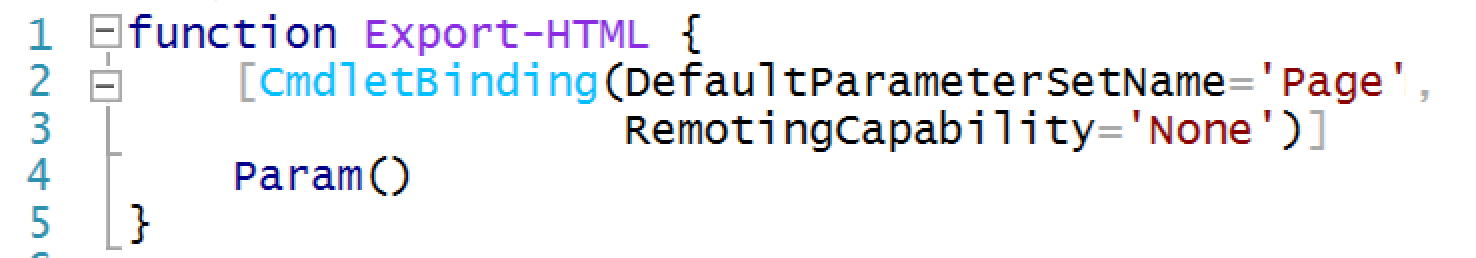 1 function Export-HTML {
2     [CmdletBinding(DefaultParameterSetName='Page',
3                    RemotingCapability='None')]
4     Param()
5 }